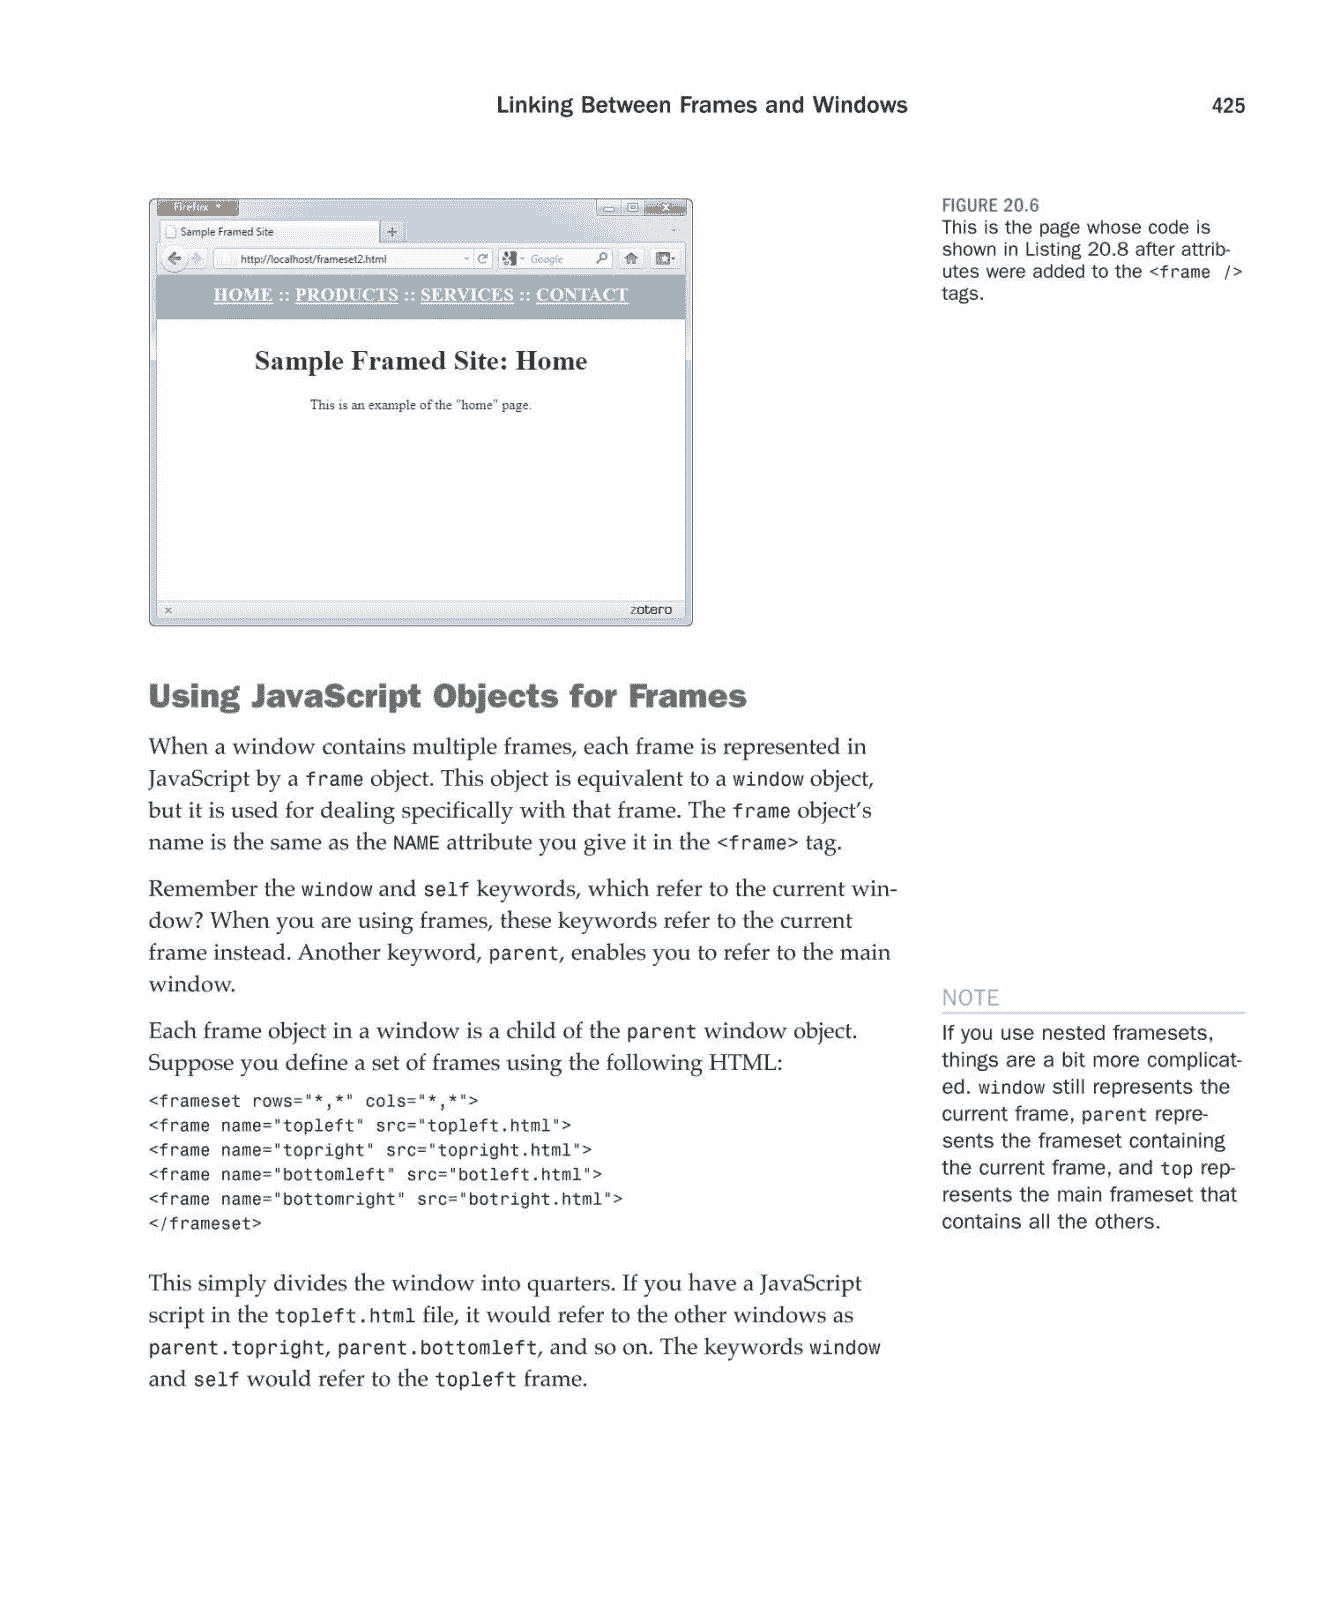 Linking Between Frames and Windows 425
Firefox
Sample Framed Site
http://localhost/frameset2.html
Google
HOME :: PRODUCTS :: SERVICES :: CONTACT
Sample Framed Site: Home
This is an example of the "home" page.
zotero
FIGURE 20.6
This is the page whose code is
shown in Listing 20.8 after attrib-
utes were added to the <frame />
tags.
Using JavaScript Objects for Frames
When a window contains multiple frames, each frame is represented in
JavaScript by a frame object. This object is equivalent to a window object,
but it is used for dealing specifically with that frame. The frame object’s
name is the same as the NAME attribute you give it in the <frame> tag.
Remember the window and self keywords, which refer to the current win-
dow? When you are using frames, these keywords refer to the current
frame instead. Another keyword, parent, enables you to refer to the main
window.
Each frame object in a window is a child of the parent window object.
Suppose you define a set of frames using the following HTML:
<frameset rows="*,*" cols="*,*">
<frame name="topleft" src="topleft.html">
<frame name="topright" src="topright.html">
<frame name="bottomleft" src="botleft.html">
<frame name="bottomright" src="botright.html">
</frameset>
This simply divides the window into quarters. If you have a JavaScript
script in the topleft.html file, it would refer to the other windows as
parent.topright, parent.bottomleft, and so on. The keywords window
and self would refer to the topleft frame.
NOTE
If you use nested framesets,
things are a bit more complicat-
ed. window still represents the
current frame, parent repre-
sents the frameset containing
the current frame, and top rep-
resents the main frameset that
contains all the others.